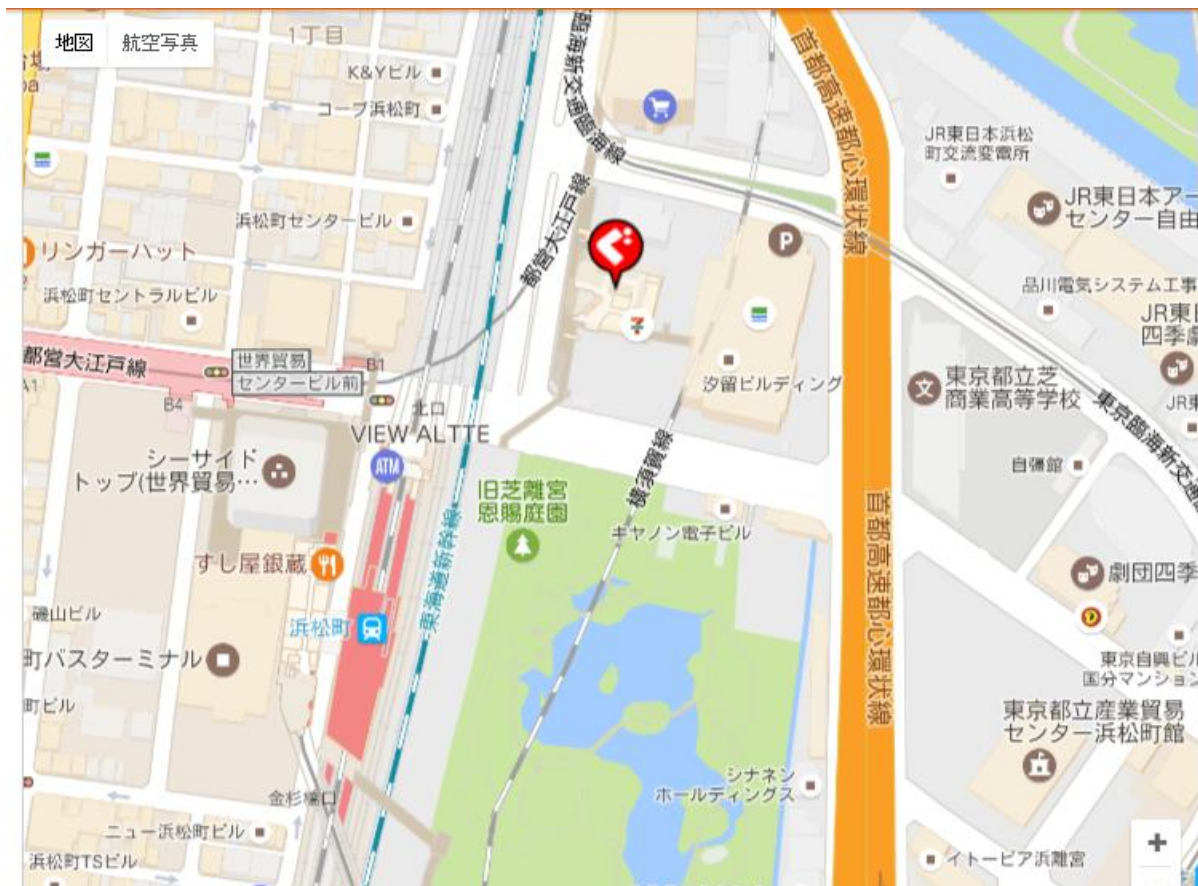 地図
航空写真
1丁目
K&Yビル
コープ浜松町
浜松町センタービル
リンガーハット
浜松町セントラルビル
都営大江戸線
世界貿易
センタービル前
A1
B1
B4
北口
VIEW ALTTE
ATM
シーサイド
トップ(世界貿易…
すし屋銀蔵
浜松町
磯山ビル
町バスターミナル
町ビル
金杉橋口
ニュー浜松町ビル
浜松町TSビル
東海道新幹線
都営大江戸線
旧芝離宮
恩賜庭園
横須賀線
キヤノン電子ビル
シナネン
ホールディングス
汐留ビルディング
P
首都高速都心環状線
首都高速都心環状線
JR東日本浜松
町交流変電所
JR東日本アー
センター自由
品川電気システム工事
JR東日
四季劇
文
東京都立芝
商業高等学校
JR東
自彊館
劇団四季
東京自興ビル
国分マンション
東京都立産業貿易
センター浜松町館
イトーピア浜離宮
+